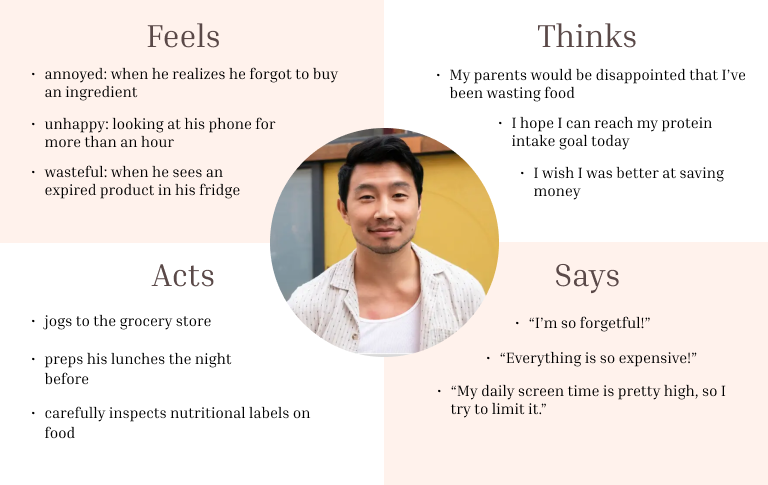 Feels
· annoyed: when he realizes he forgot to buy
an ingredient
· unhappy: looking at his phone for
more than an hour
· wasteful: when he sees an
expired product in his fridge
Thinks
· My parents would be disappointed that I've
been wasting food
· I hope I can reach my protein
intake goal today
· I wish I was better at saving
money
Acts
· jogs to the grocery store
· preps his lunches the night
before
· carefully inspects nutritional labels on
food
Says
· “I'm so forgetful!”
· “Everything is so expensive!”
· “My daily screen time is pretty high, so I
try to limit it.”